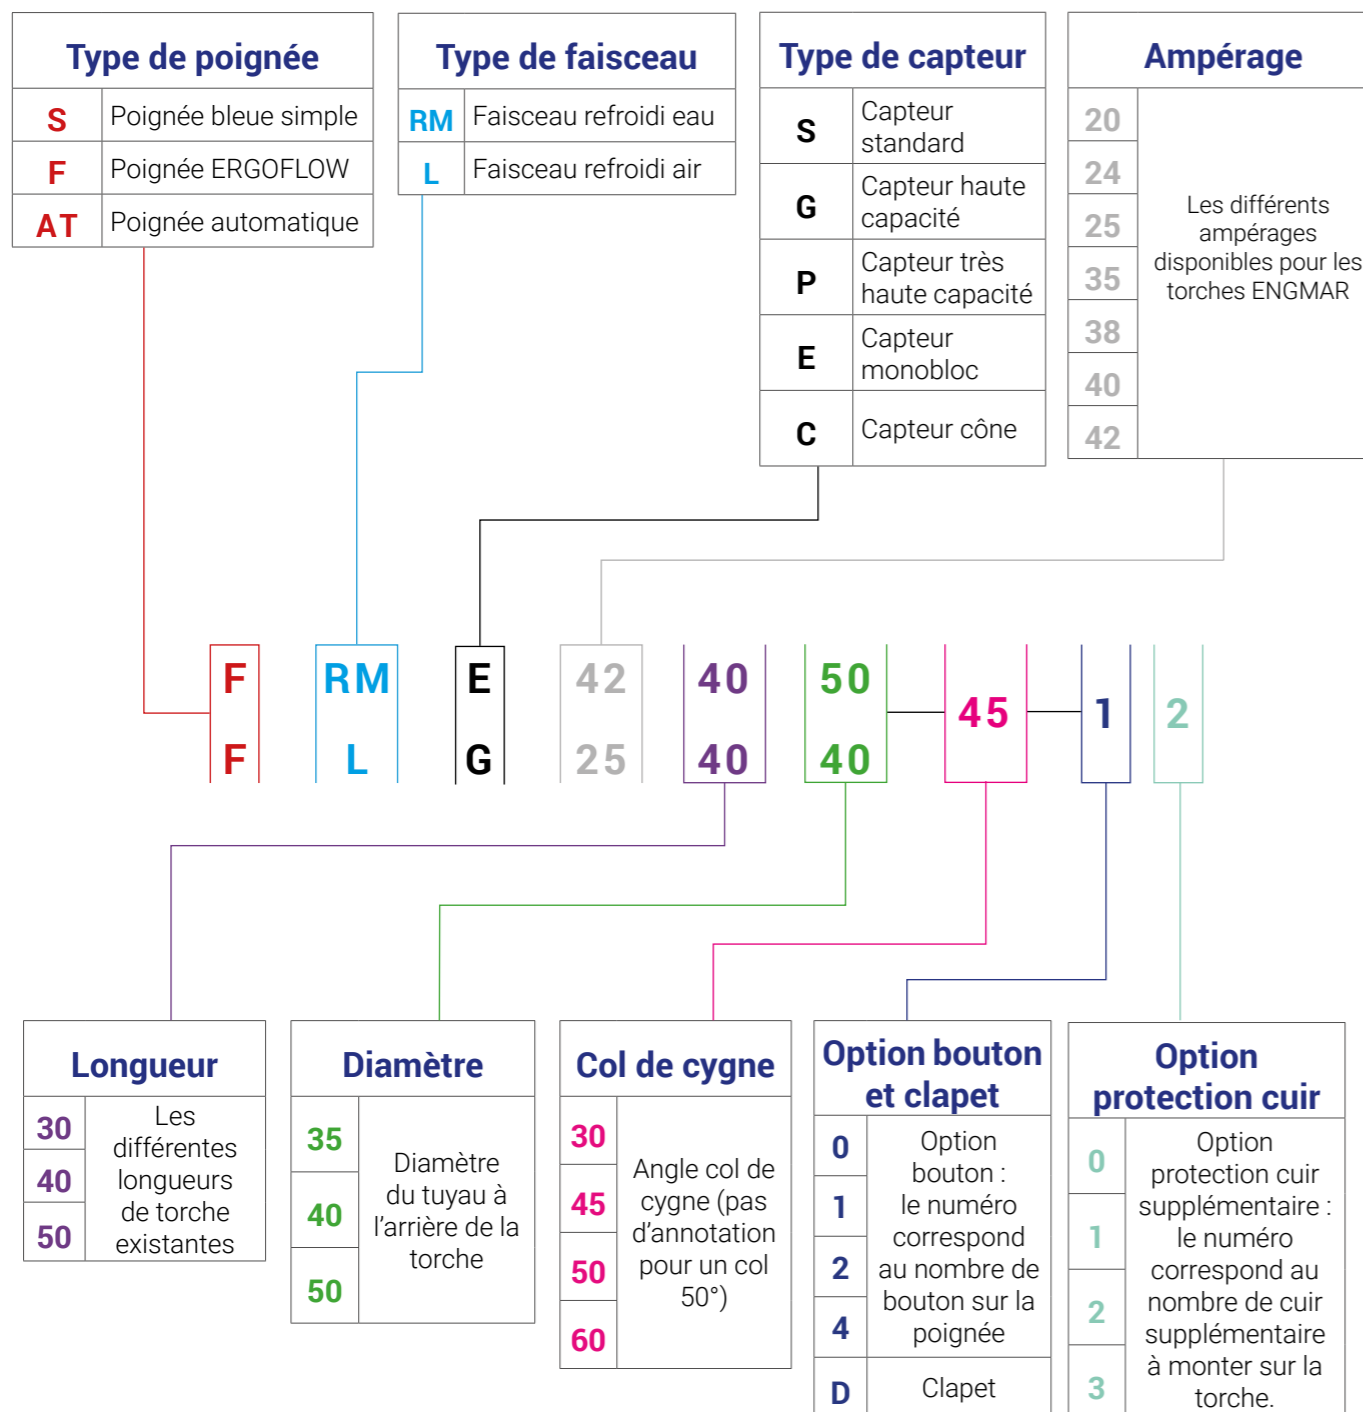 Type de poignée
S Poignée bleue simple
F Poignée ERGOFLOW
AT Poignée automatique
Type de faisceau
RM Faisceau refroidi eau
L Faisceau refroidi air
Type de capteur
S Capteur
standard
G Capteur haute
capacité
P Capteur très
haute capacité
E Capteur
monobloc
C Capteur cône
Ampérage
20
24
25
35
38
40
42
Les différents
ampérages
disponibles pour les
torches ENGMAR
F RM E 42 40 50
45 1 2
F L G 25 40 40
Longueur
30
40
50
Les
différentes
longueurs
de torche
existantes
Diamètre
35
40
50
Diamètre
du tuyau à
l’arrière de la
torche
Col de cygne
30
45
50
60
Angle col de
cygne (pas
d’annotation
pour un col
50°)
Option bouton
et clapet
0
1
2
4
Option
bouton :
le numéro
correspond
au nombre de
bouton sur la
poignée
D Clapet
Option
protection cuir
0
1
2
3
Option
protection cuir
supplémentaire :
le numéro
correspond au
nombre de cuir
supplémentaire
à monter sur la
torche.